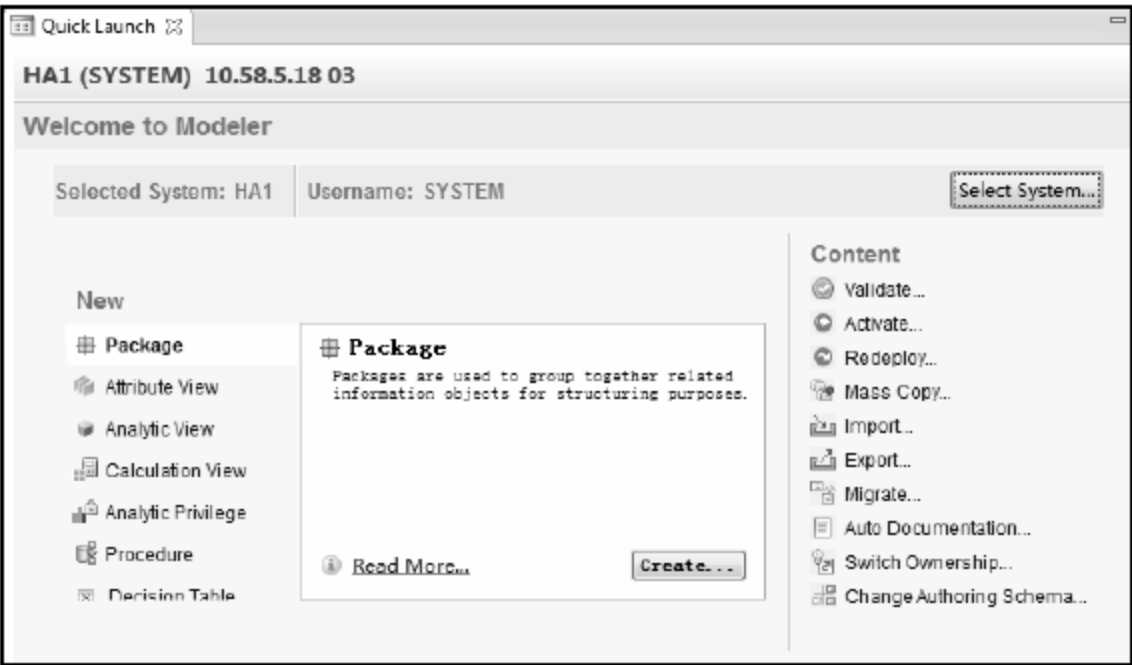 Quick Launch
HA1 (SYSTEM) 10.58.5.18 03
Welcome to Modeler
Selected System: HA1
Username: SYSTEM
Select System...
New
Package
Attribute View
Analytic View
Calculation View
Analytic Privilege
Procedure
Decision Table
Package
Packages are used to group together related
information objects for structuring purposes.
Read More...
Create...
Content
Validate...
Activate...
Redeploy...
Mass Copy...
Import...
Export...
Migrate...
Auto Documentation...
Switch Ownership...
Change Authoring Schema...